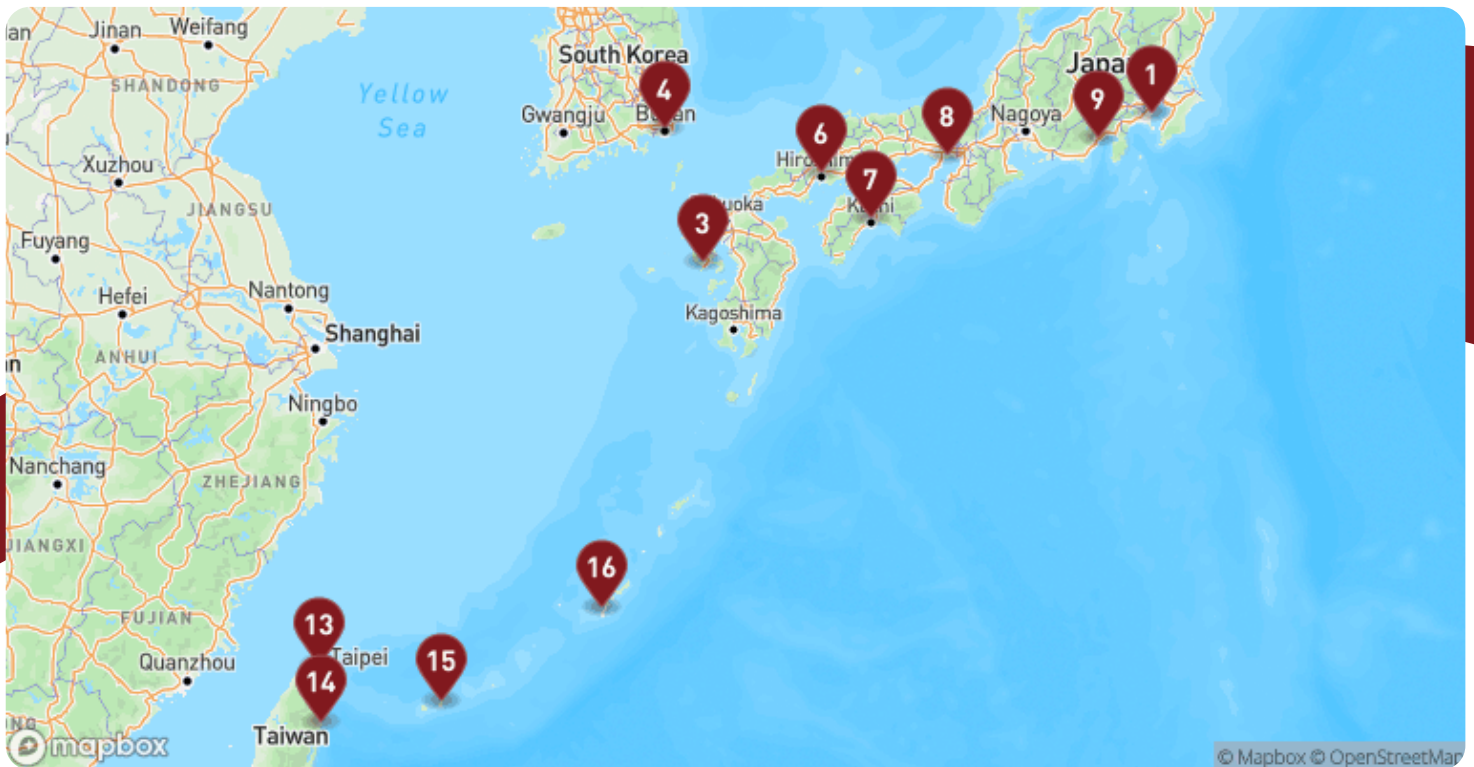 Jinan
Weifang
SHANDONG
South Korea
Yellow
Sea
Gwangju
4
1
9
8
Nagoya
6
7
3
Xuzhou
JIANGSU
Fuyang
Hefei
Nantong
Shanghai
ANHUI
Kagoshima
Ningbo
Nanchang
ZHEJIANG
JIANGXI
16
FUJIAN
13
Taipei
Quanzhou
15
14
Taiwan
mapbox
© Mapbox © OpenStreetMap